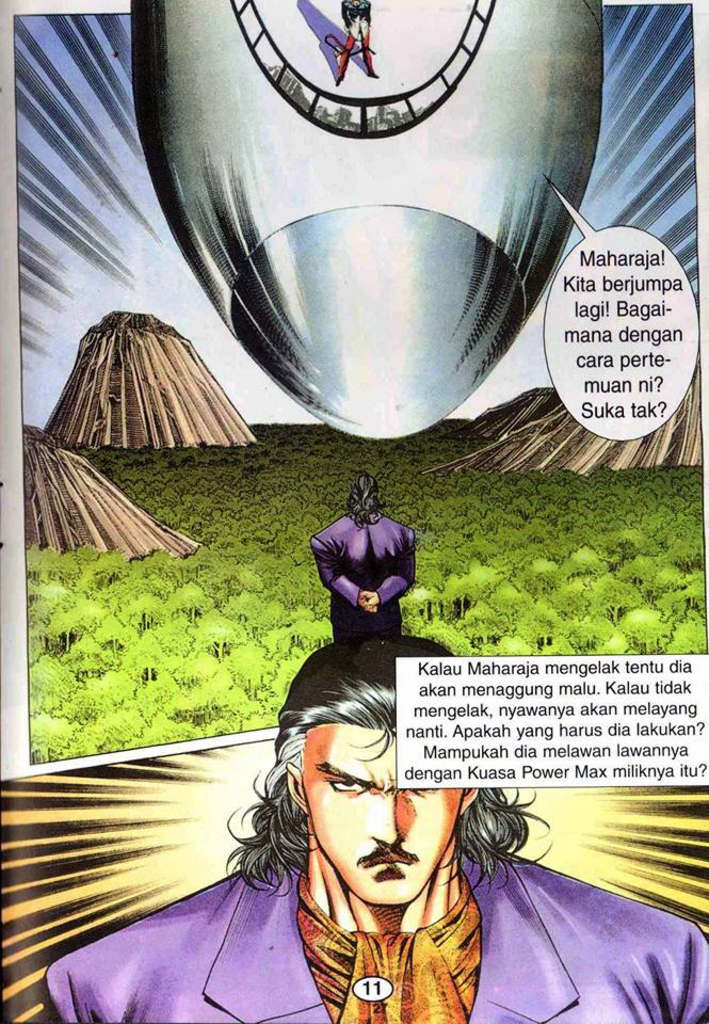 Maharaja!
Kita berjumpa
lagi! Bagai-
mana dengan
cara perte-
muan ni?
Suka tak?
Kalau Maharaja mengelak tentu dia
akan menaggung malu. Kalau tidak
mengelak, nyawanya akan melayang
nanti. Apakah yang harus dia lakukan?
Mampukah dia melawan lawannya
dengan Kuasa Power Max miliknya itu?
11